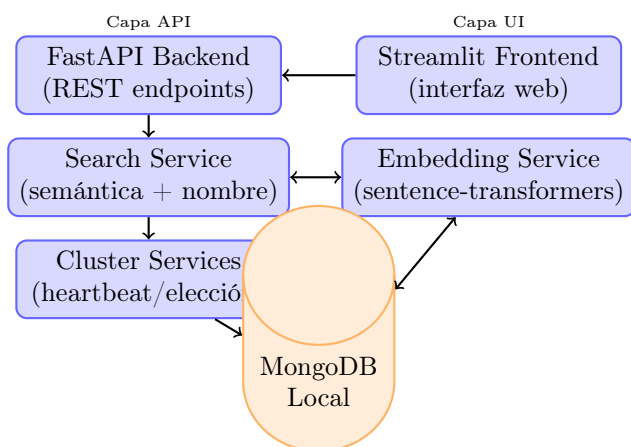 Capa API
Capa UI
FastAPI Backend
(REST endpoints)
Streamlit Frontend
(interfaz web)
Search Service
(semántica + nombre)
Embedding Service
(sentence-transformers)
Cluster Services
(heartbeat/elecció
MongoDB
Local